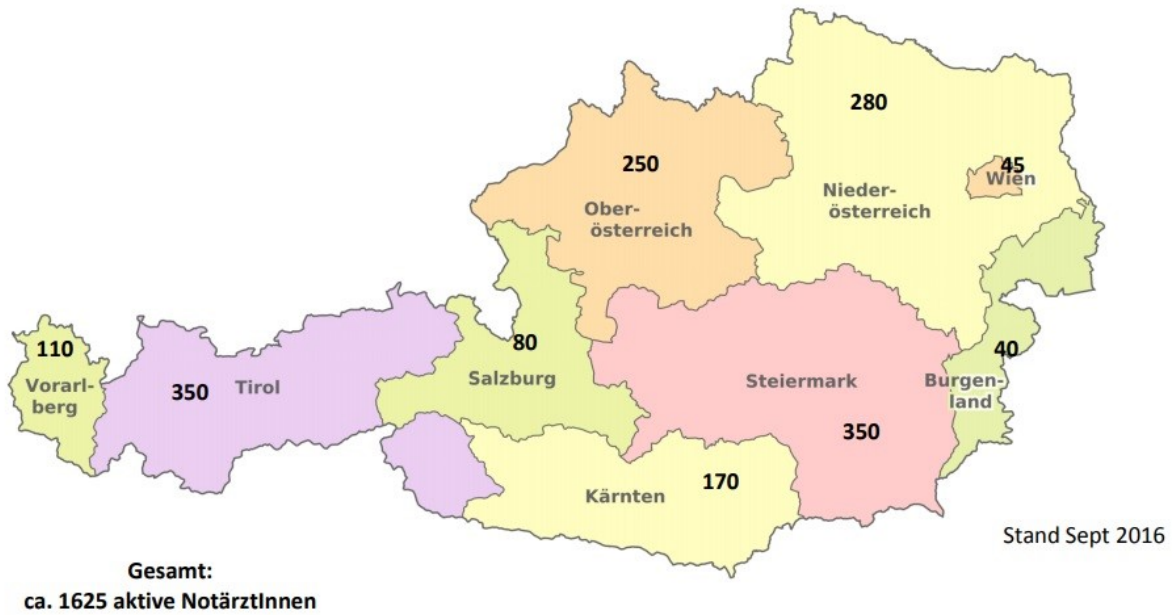 280
45
Wien
250
Nieder-
österreich
Ober-
österreich
110
Vorarl-
berg
350
Tirol
80
Salzburg
Steiermark
350
40
Burgen-
land
Kärnten
170
Stand Sept 2016
Gesamt:
ca. 1625 aktive NotärztInnen